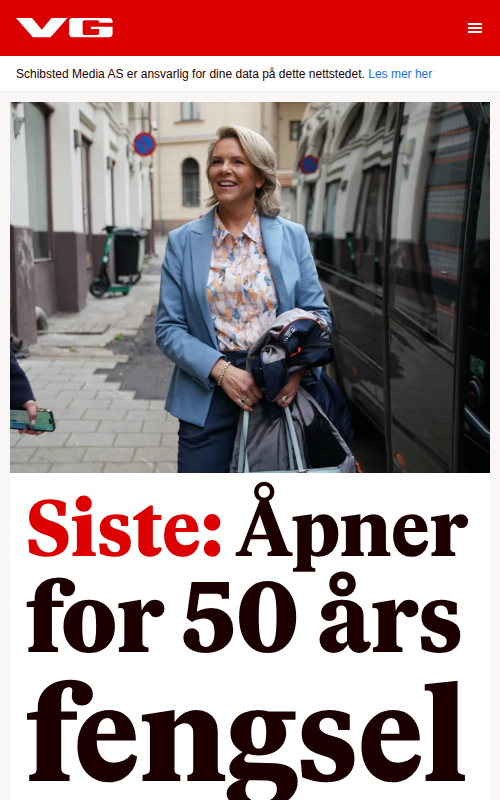 VG
Schibsted Media AS er ansvarlig for dine data på dette nettstedet. Les mer her
Siste: Åpner
for 50 års
fengsel